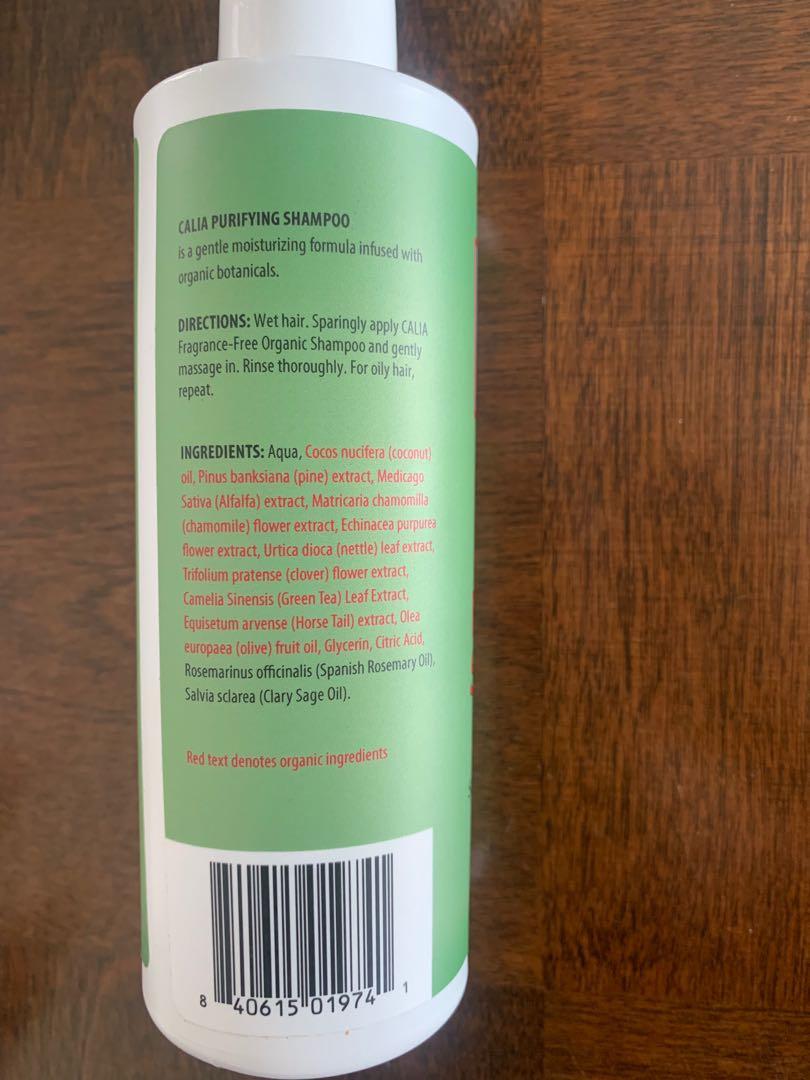 CALIA PURIFYING SHAMPOO
is a gentle moisturizing formula infused with
organic botanicals.
DIRECTIONS: Wet hair. Sparingly apply CALIA
Fragrance-Free Organic Shampoo and gently
massage in. Rinse thoroughly. For oily hair,
repeat.
INGREDIENTS: Aqua, Cocos nucifera (coconut)
oil, Pinus banksiana (pine) extract, Medicago
Sativa (Alfalfa) extract, Matricaria chamomilla
(chamomile) flower extract, Echinacea purpurea
flower extract, Urtica dioca (nettle) leaf extract,
Trifolium pratense (clover) flower extract,
Camelia Sinensis (Green Tea) Leaf Extract,
Equisetum arvense (Horse Tail) extract, Olea
europaea (olive) fruit oil, Glycerin, Citric Acid,
Rosemarinus officinalis (Spanish Rosemary Oil),
Salvia sclarea (Clary Sage Oil).
Red text denotes organic ingredients
8 40615 01974 1